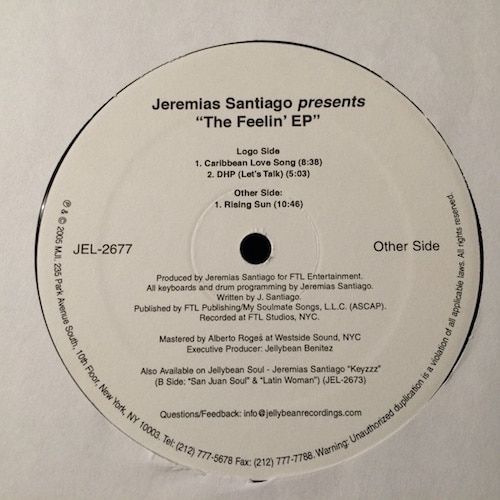 Jeremias Santiago presents
"The Feelin' EP"
Logo Side
1. Caribbean Love Song (8:38)
2. DHP (Let's Talk) (5:03)
Other Side:
1. Rising Sun (10:46)
JEL-2677
Other Side
Produced by Jeremias Santiago for FTL Entertainment.
All keyboards and drum programming by Jeremias Santiago.
Written by J. Santiago.
Published by FTL Publishing/My Soulmate Songs, L.L.C. (ASCAP).
Recorded at FTL Studios, NYC.
Mastered by Alberto Rogeś at Westside Sound, NYC
Executive Producer: Jellybean Benitez
Also Available on Jellybean Soul - Jeremias Santiago "Keyzzz"
(B Side: "San Juan Soul" & "Latin Woman") (JEL-2673)
Questions/Feedback: info@jellybeanrecordings.com
℗ & © 2005 MJI. 235 Park Avenue South, 10th Floor, New York, NY 10003. Tel: (212) 777-5678 Fax: (212) 777-7788. Warning: Unauthorized duplication is a violation of all applicable laws. All rights reserved.